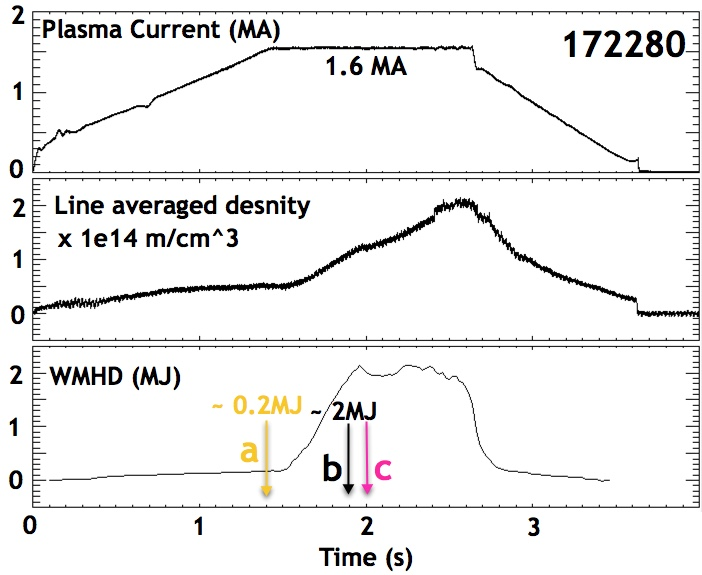 2
Plasma Current (MA)
172280
1.6 MA
1
0
2
Line averaged desnity
x 1e14 m/cm^3
1
0
2
WMHD (MJ)
~ 0.2MJ
~ 2MJ
1
a
b
c
0
0
1
2
3
Time (s)